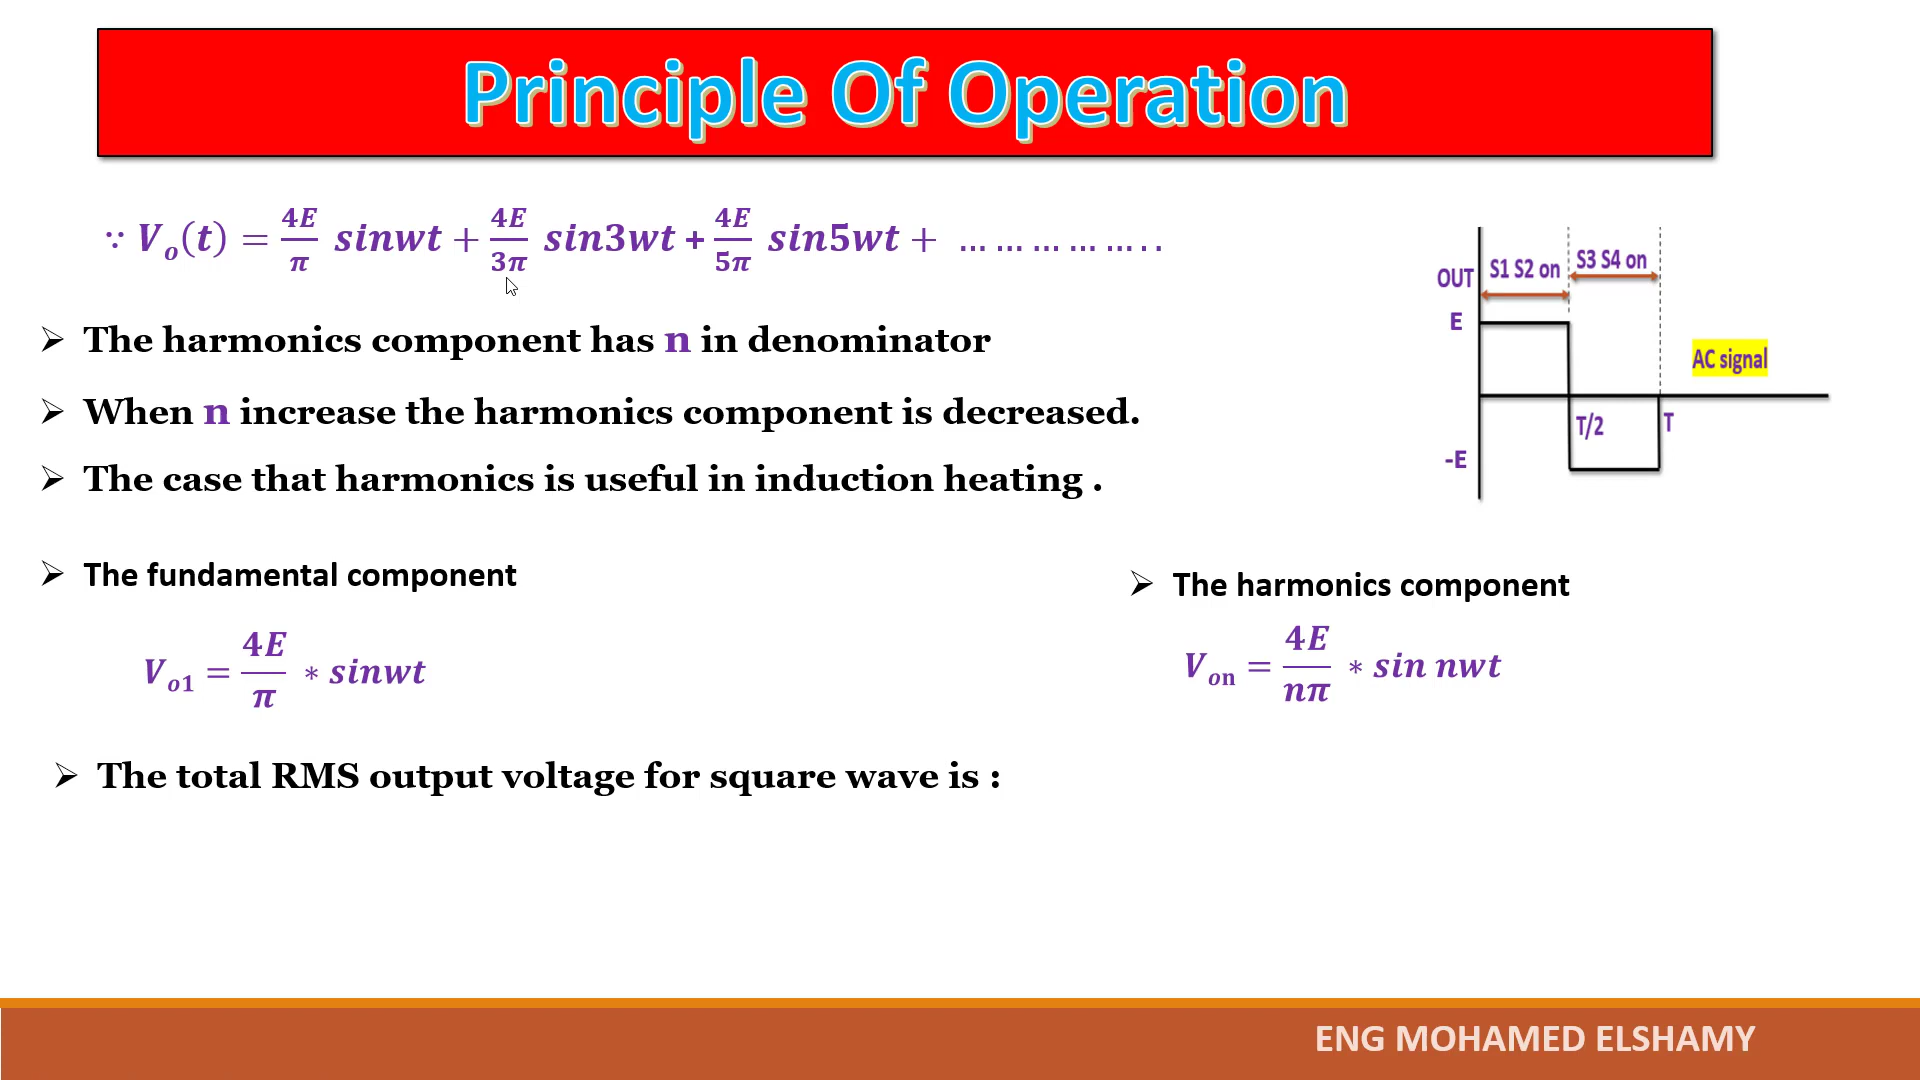 Principle Of Operation
∵ Vₒ(t) = 4E/π sinwt + 4E/3π sin3wt + 4E/5π sin5wt + … … … … … . .
➢ The harmonics component has n in denominator
➢ When n increase the harmonics component is decreased.
➢ The case that harmonics is useful in induction heating .
OUT
S1 S2 on
S3 S4 on
E
AC signal
T/2
T
-E
➢ The fundamental component
Vₒ₁ = 4E/π ∗ sinwt
➢ The harmonics component
Vₒₙ = 4E/nπ ∗ sin nwt
➢ The total RMS output voltage for square wave is :
ENG MOHAMED ELSHAMY